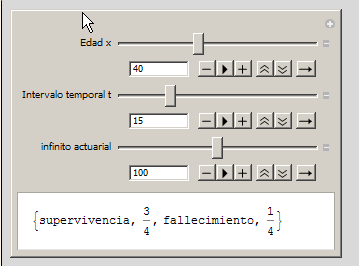 Edad x
40
Intervalo temporal t
15
infinito actuarial
100
{supervivencia, 3/4, fallecimiento, 1/4}